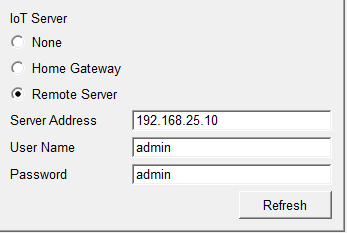 IoT Server
None
Home Gateway
Remote Server
Server Address 192.168.25.10
User Name admin
Password admin
Refresh